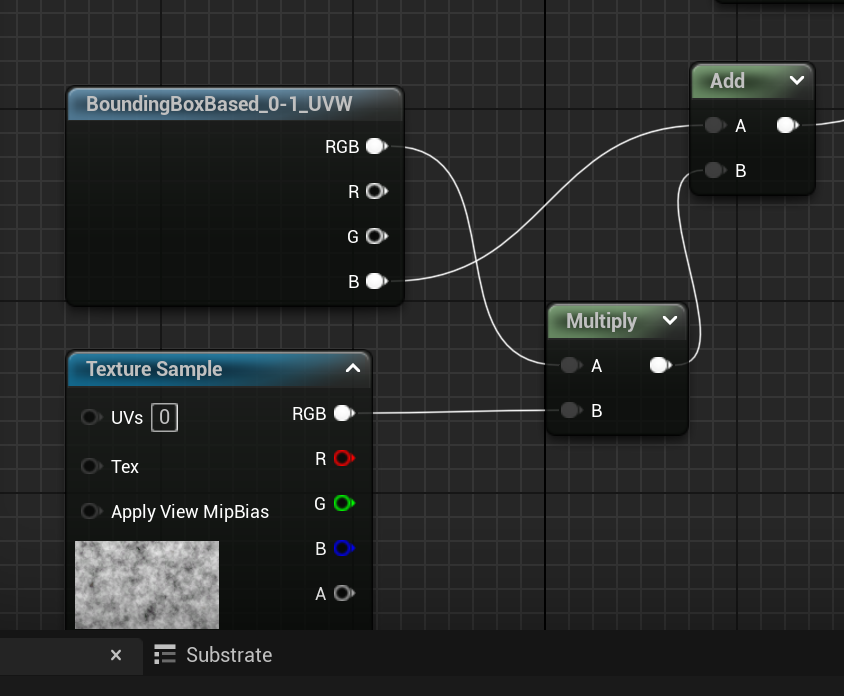 BoundingBoxBased_0-1_UVW
RGB
R
G
B
Add
A
B
Multiply
A
B
Texture Sample
UVs 0 RGB
R
Tex
G
Apply View MipBias
B
A
× Substrate